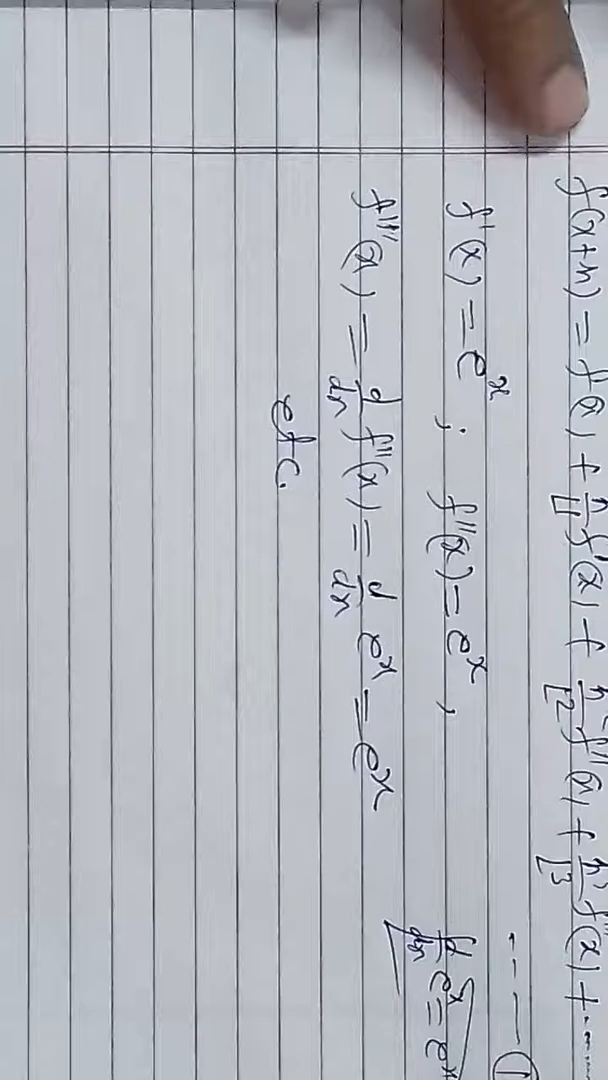 f(x+h) = f(x) + h/⌊1 f'(x) + h²/⌊2 f''(x) + h³/⌊3 f'''(x) + ......
---- ①
f'(x) = eˣ ; f''(x) = eˣ ,
d/dx eˣ = eˣ
f'''(x) = d/dx f''(x) = d/dx eˣ = eˣ
etc.